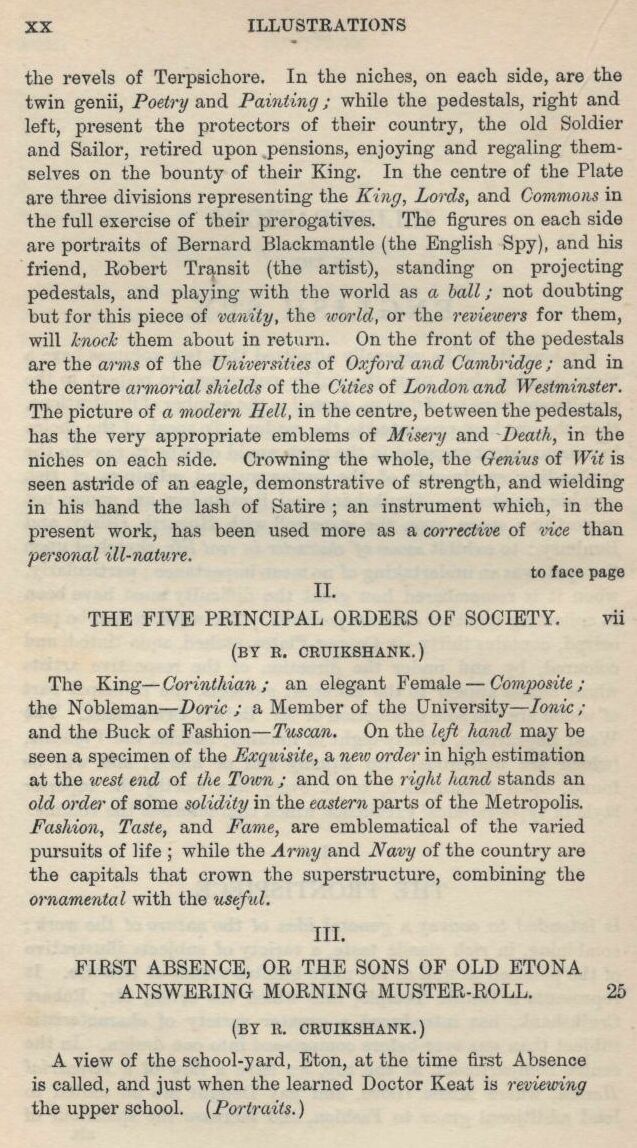 xx ILLUSTRATIONS
the revels of Terpsichore. In the niches, on each side, are the
twin genii, Poetry and Painting; while the pedestals, right and
left, present the protectors of their country, the old Soldier
and Sailor, retired upon pensions, enjoying and regaling them-
selves on the bounty of their King. In the centre of the Plate
are three divisions representing the King, Lords, and Commons in
the full exercise of their prerogatives. The figures on each side
are portraits of Bernard Blackmantle (the English Spy), and his
friend, Robert Transit (the artist), standing on projecting
pedestals, and playing with the world as a ball; not doubting
but for this piece of vanity, the world, or the reviewers for them,
will knock them about in return. On the front of the pedestals
are the arms of the Universities of Oxford and Cambridge; and in
the centre armorial shields of the Cities of London and Westminster.
The picture of a modern Hell, in the centre, between the pedestals,
has the very appropriate emblems of Misery and Death, in the
niches on each side. Crowning the whole, the Genius of Wit is
seen astride of an eagle, demonstrative of strength, and wielding
in his hand the lash of Satire; an instrument which, in the
present work, has been used more as a corrective of vice than
personal ill-nature.
to face page
II.
THE FIVE PRINCIPAL ORDERS OF SOCIETY. vii
(BY R. CRUIKSHANK.)
The King—Corinthian; an elegant Female—Composite;
the Nobleman—Doric; a Member of the University—Ionic;
and the Buck of Fashion—Tuscan. On the left hand may be
seen a specimen of the Exquisite, a new order in high estimation
at the west end of the Town; and on the right hand stands an
old order of some solidity in the eastern parts of the Metropolis.
Fashion, Taste, and Fame, are emblematical of the varied
pursuits of life; while the Army and Navy of the country are
the capitals that crown the superstructure, combining the
ornamental with the useful.
III.
FIRST ABSENCE, OR THE SONS OF OLD ETONA
ANSWERING MORNING MUSTER-ROLL. 25
(BY R. CRUIKSHANK.)
A view of the school-yard, Eton, at the time first Absence
is called, and just when the learned Doctor Keat is reviewing
the upper school. (Portraits.)